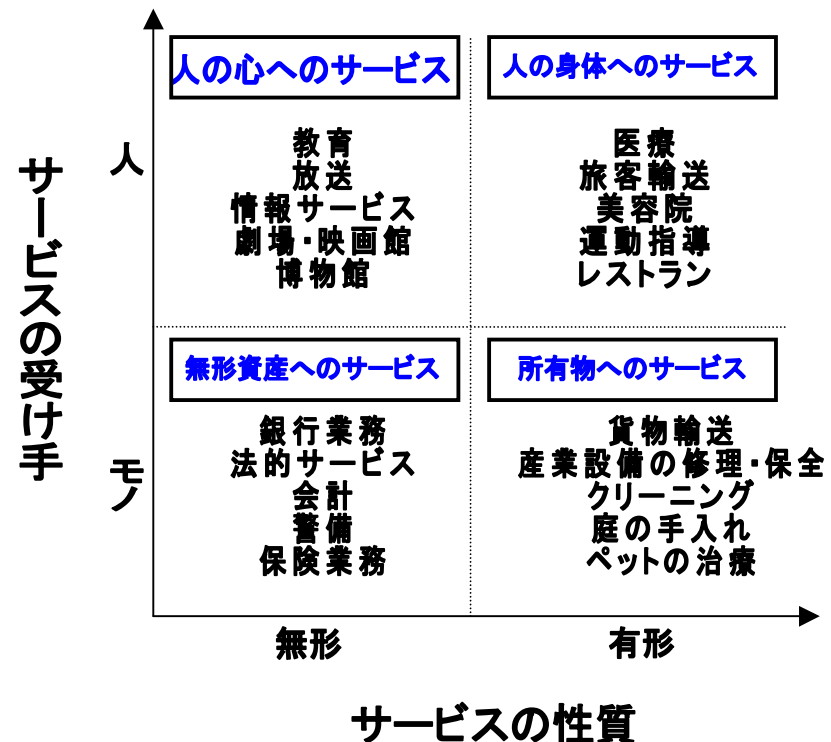 人の心へのサービス
人の身体へのサービス
教育
放送
情報サービス
劇場・映画館
博物館
医療
旅客輸送
美容院
運動指導
レストラン
サービスの受け手
人
モノ
無形資産へのサービス
所有物へのサービス
銀行業務
法的サービス
会計
警備
保険業務
貨物輸送
産業設備の修理・保全
クリーニング
庭の手入れ
ペットの治療
無形
有形
サービスの性質